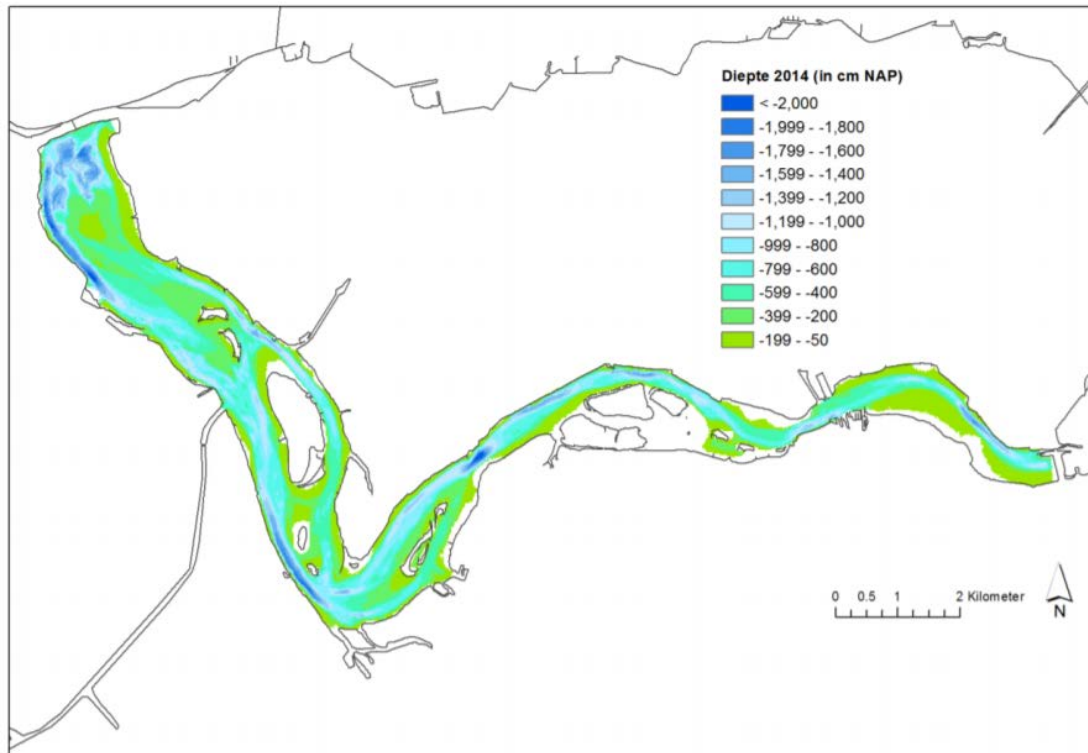 Diepte 2014 (in cm NAP)
< -2,000
-1,999 - -1,800
-1,799 - -1,600
-1,599 - -1,400
-1,399 - -1,200
-1,199 - -1,000
-999 - -800
-799 - -600
-599 - -400
-399 - -200
-199 - -50
0 0.5 1 2 Kilometer
N